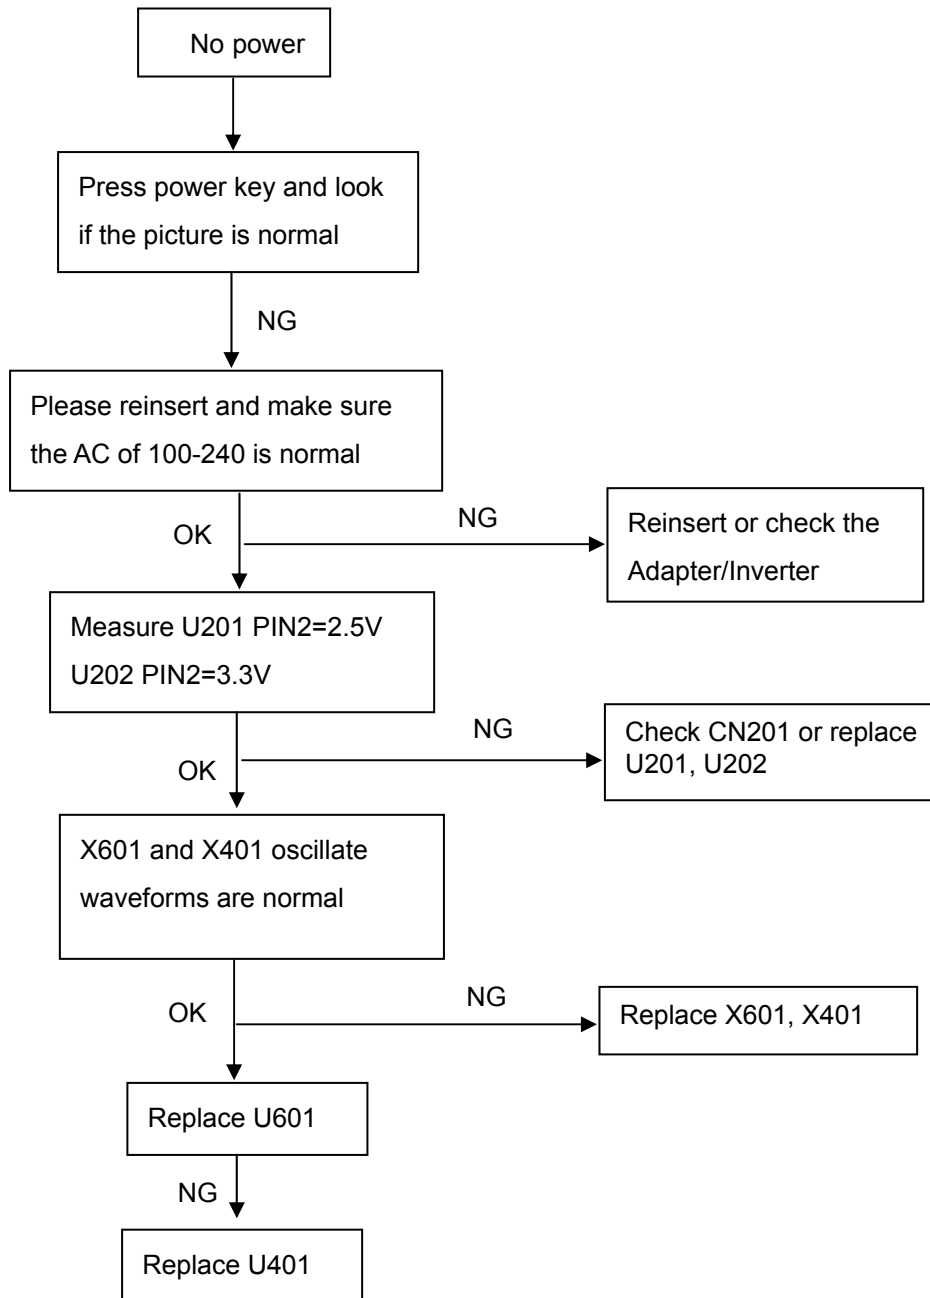 No power
Press power key and look
if the picture is normal
NG
Please reinsert and make sure
the AC of 100-240 is normal
OK
NG
Reinsert or check the
Adapter/Inverter
Measure U201 PIN2=2.5V
U202 PIN2=3.3V
OK
NG
Check CN201 or replace
U201, U202
X601 and X401 oscillate
waveforms are normal
OK
NG
Replace X601, X401
Replace U601
NG
Replace U401